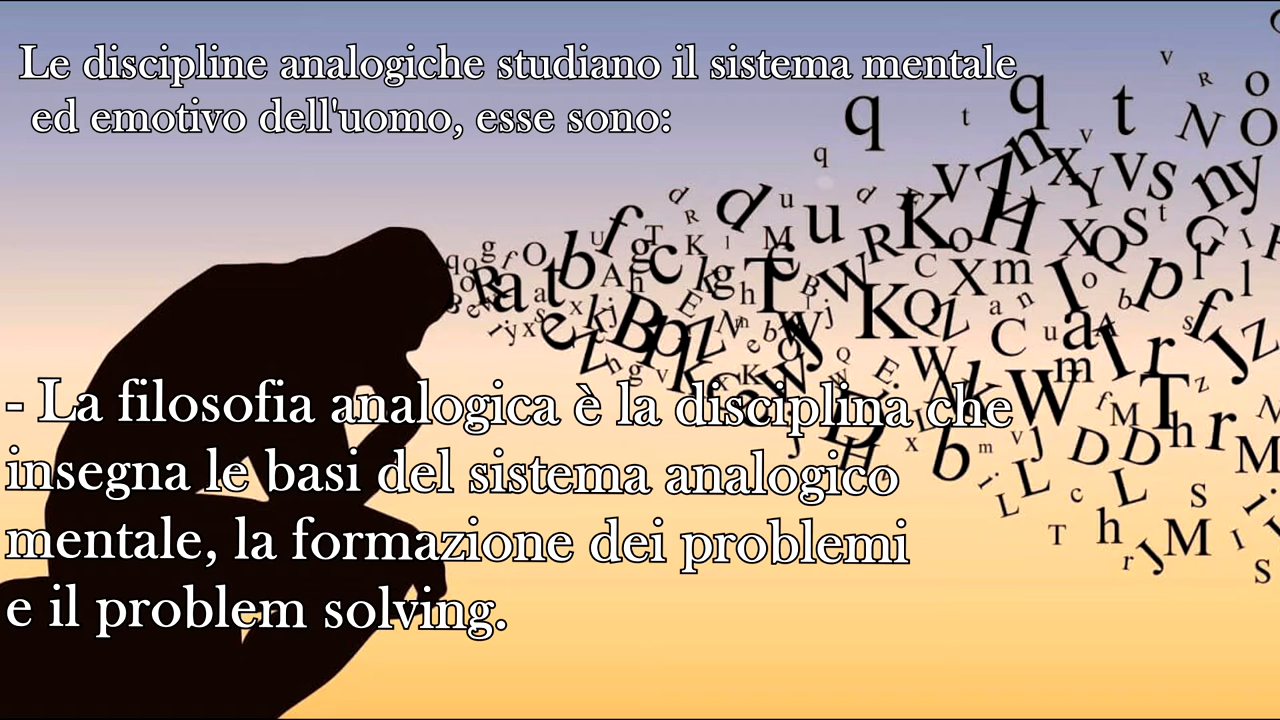 Le discipline analogiche studiano il sistema mentale
ed emotivo dell'uomo, esse sono:
- La filosofia analogica è la disciplina che
insegna le basi del sistema analogico
mentale, la formazione dei problemi
e il problem solving.